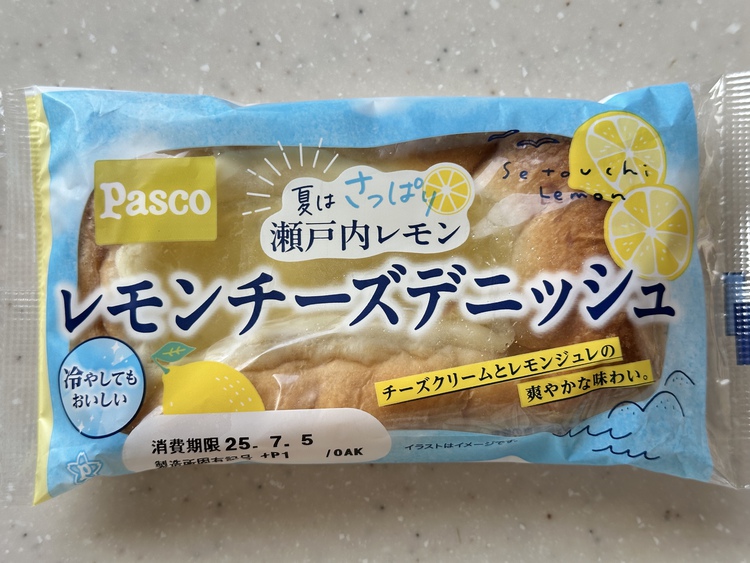 Pasco
夏はさっぱり
瀬戸内レモン
Setouchi
Lemon
レモンチーズデニッシュ
冷やしても
おいしい
チーズクリームとレモンジュレの
爽やかな味わい。
消費期限 25. 7. 5
製造所固有記号 +P1 /OAK
イラストはイメージです。
P